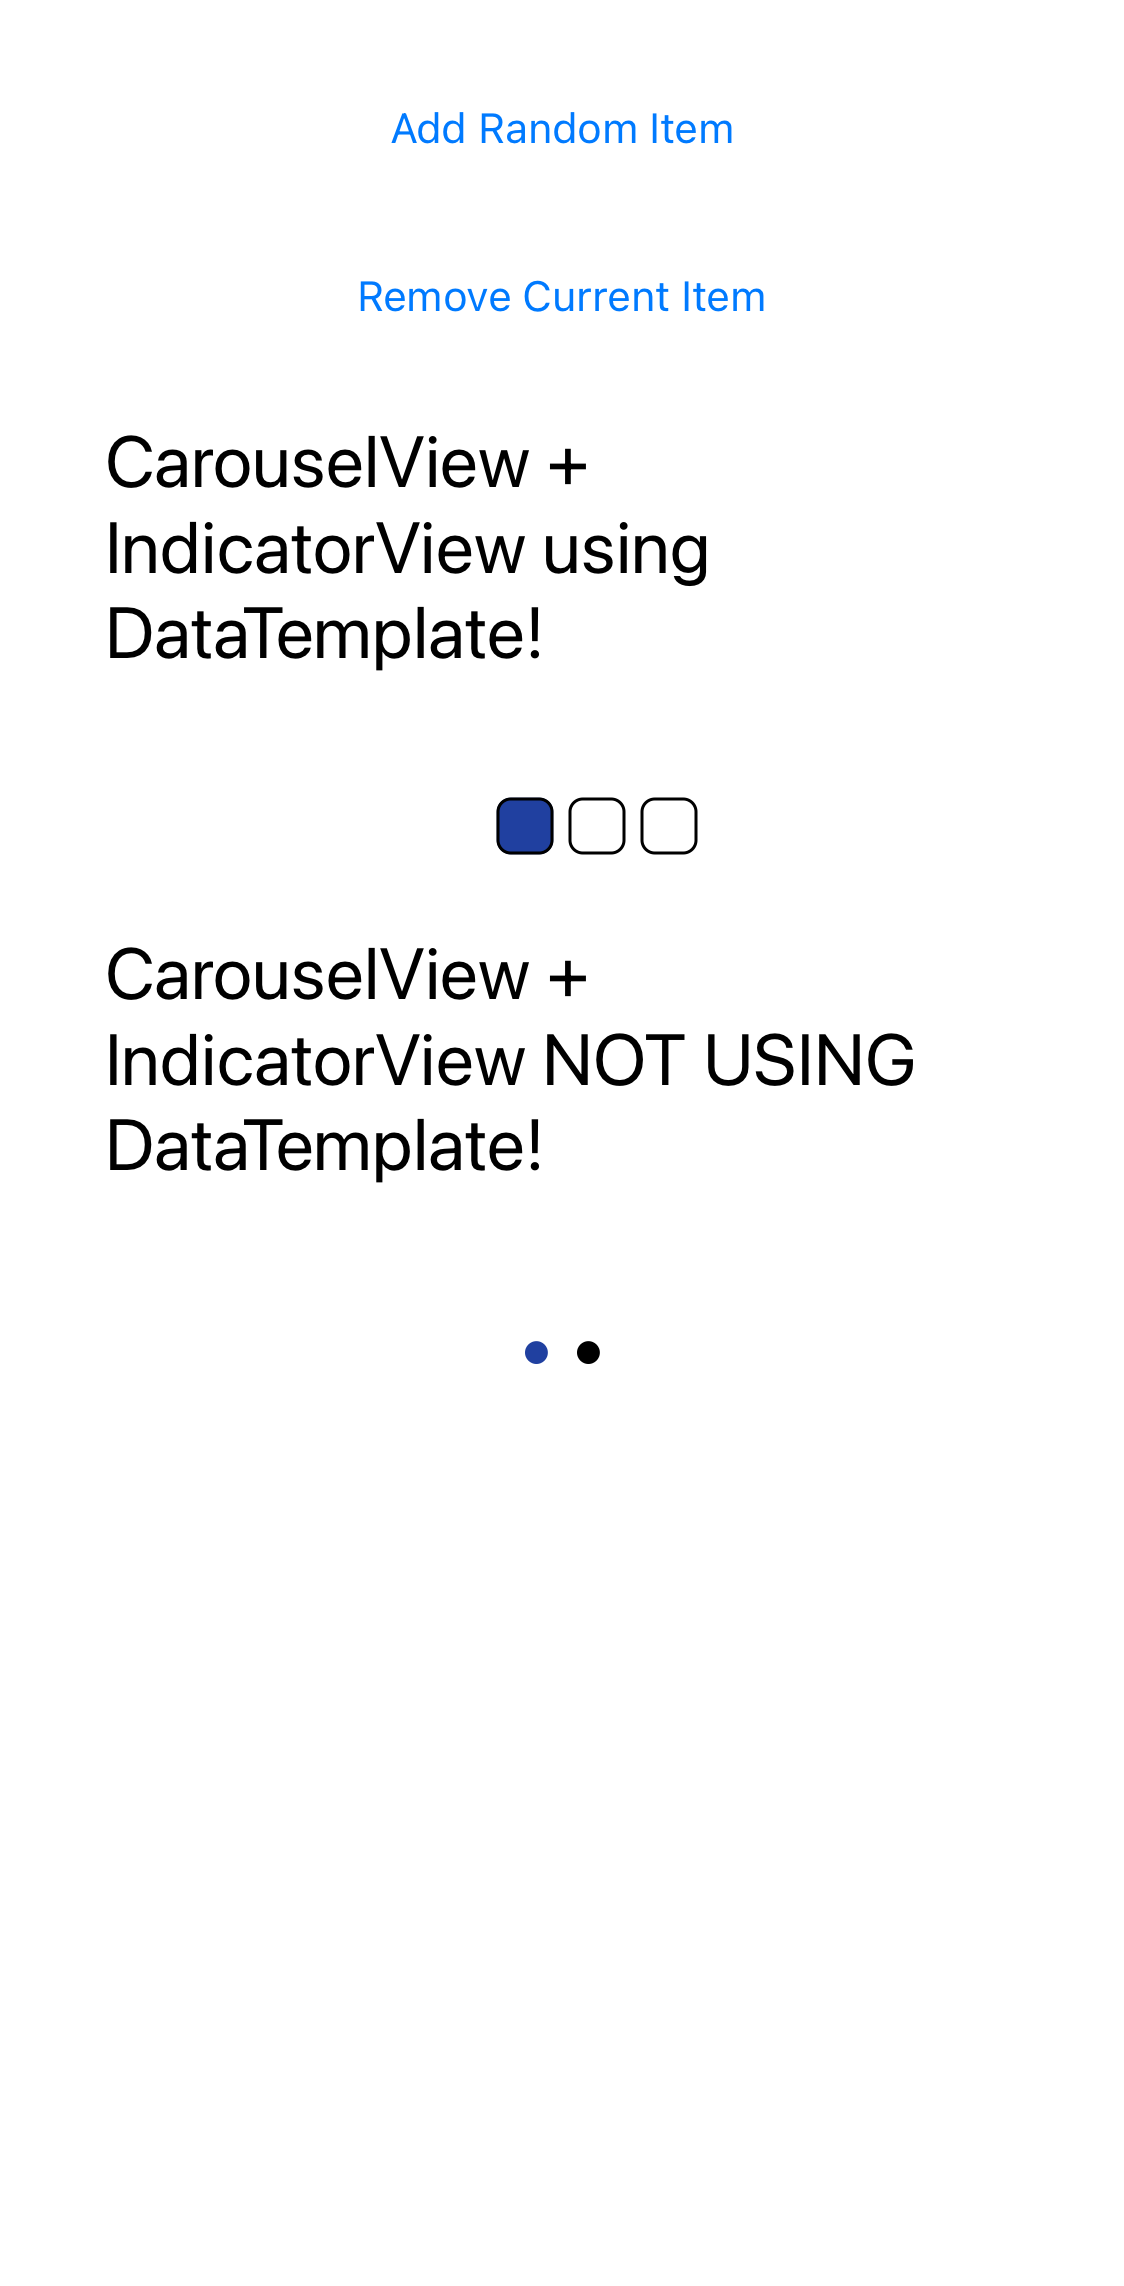 Add Random Item
Remove Current Item
CarouselView +
IndicatorView using
DataTemplate!
CarouselView +
IndicatorView NOT USING
DataTemplate!